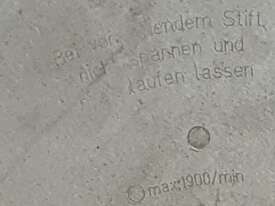 Bei vor endem Stift,
nicht spannen und
laufen lassen
max:1900/min